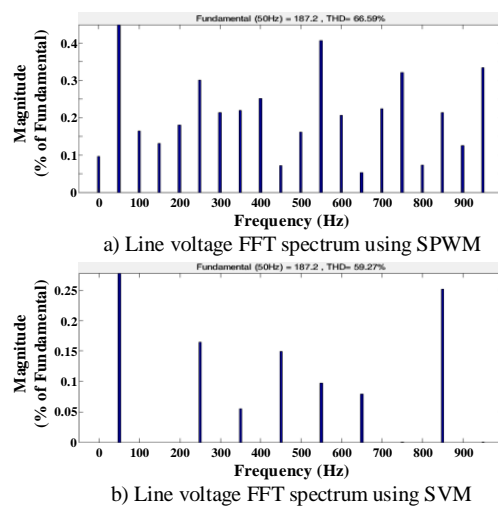 Fundamental (50Hz) = 187.2 , THD= 66.59%
0.4
0.3
0.2
0.1
0
Magnitude
(% of Fundamental)
0 100 200 300 400 500 600 700 800 900
Frequency (Hz)
a) Line voltage FFT spectrum using SPWM
Fundamental (50Hz) = 187.2 , THD= 59.27%
0.25
0.2
0.15
0.1
0.05
0
Magnitude
(% of Fundamental)
0 100 200 300 400 500 600 700 800 900
Frequency (Hz)
b) Line voltage FFT spectrum using SVM